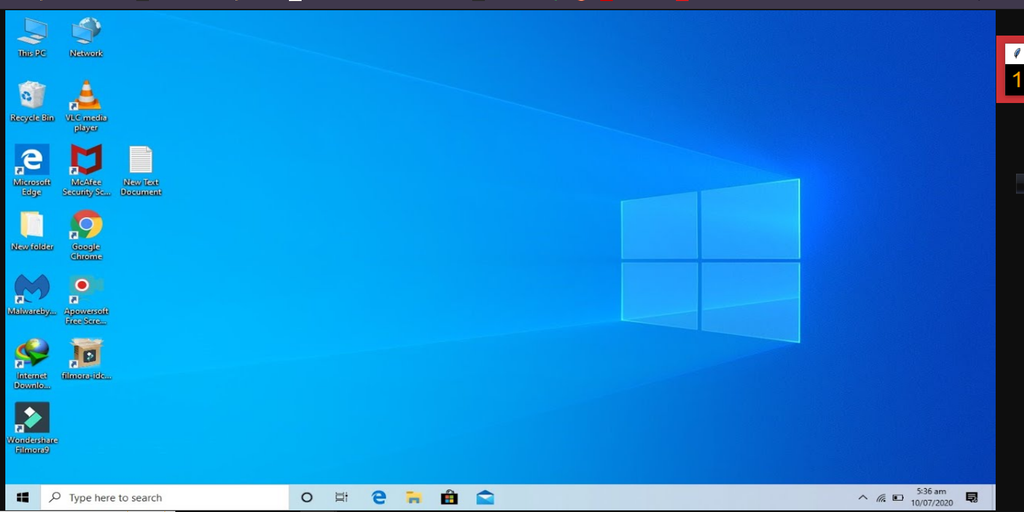 This PC
Network
Recycle Bin
VLC media
player
Microsoft
Edge
McAfee
Security Sc...
New Text
Document
New folder
Google
Chrome
Malwareby...
Apowersoft
Free Scre...
Internet
Downlo...
filmora-idc...
Wondershare
Filmora9
Type here to search
5:36 am
10/07/2020
1